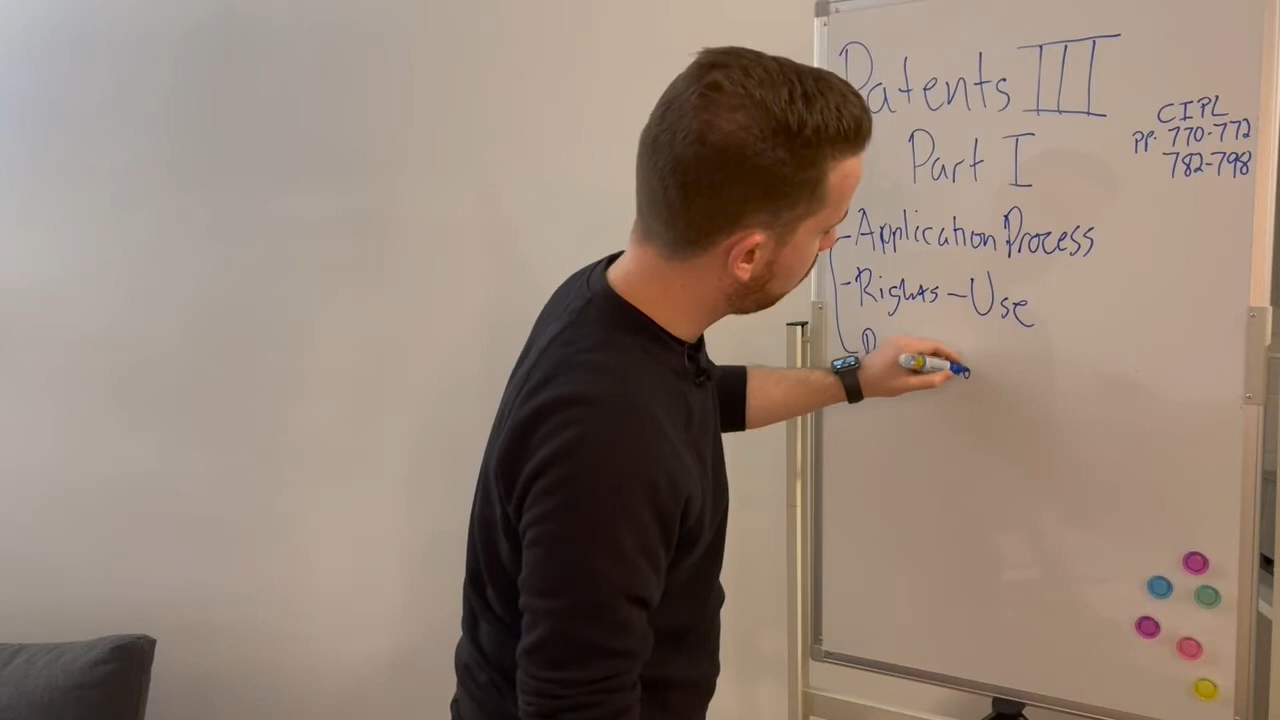 Patents III
Part I
CIPL
pp. 770-772
782-798
- Application Process
- Rights - Use